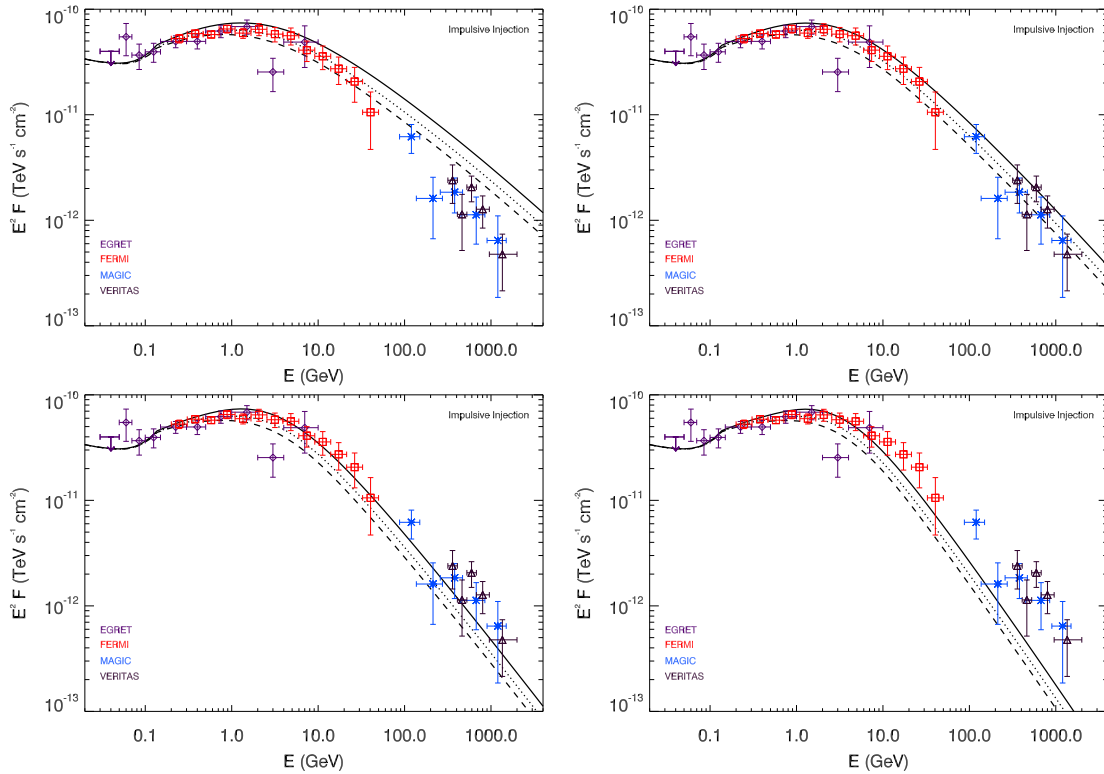 10⁻¹⁰
Impulsive Injection
10⁻¹¹
E² F (TeV s⁻¹ cm⁻²)
10⁻¹²
EGRET
FERMI
MAGIC
VERITAS
10⁻¹³
0.1 1.0 10.0 100.0 1000.0
E (GeV)
10⁻¹⁰
Impulsive Injection
10⁻¹¹
E² F (TeV s⁻¹ cm⁻²)
10⁻¹²
EGRET
FERMI
MAGIC
VERITAS
10⁻¹³
0.1 1.0 10.0 100.0 1000.0
E (GeV)
10⁻¹⁰
Impulsive Injection
10⁻¹¹
E² F (TeV s⁻¹ cm⁻²)
10⁻¹²
EGRET
FERMI
MAGIC
VERITAS
10⁻¹³
0.1 1.0 10.0 100.0 1000.0
E (GeV)
10⁻¹⁰
Impulsive Injection
10⁻¹¹
E² F (TeV s⁻¹ cm⁻²)
10⁻¹²
EGRET
FERMI
MAGIC
VERITAS
10⁻¹³
0.1 1.0 10.0 100.0 1000.0
E (GeV)